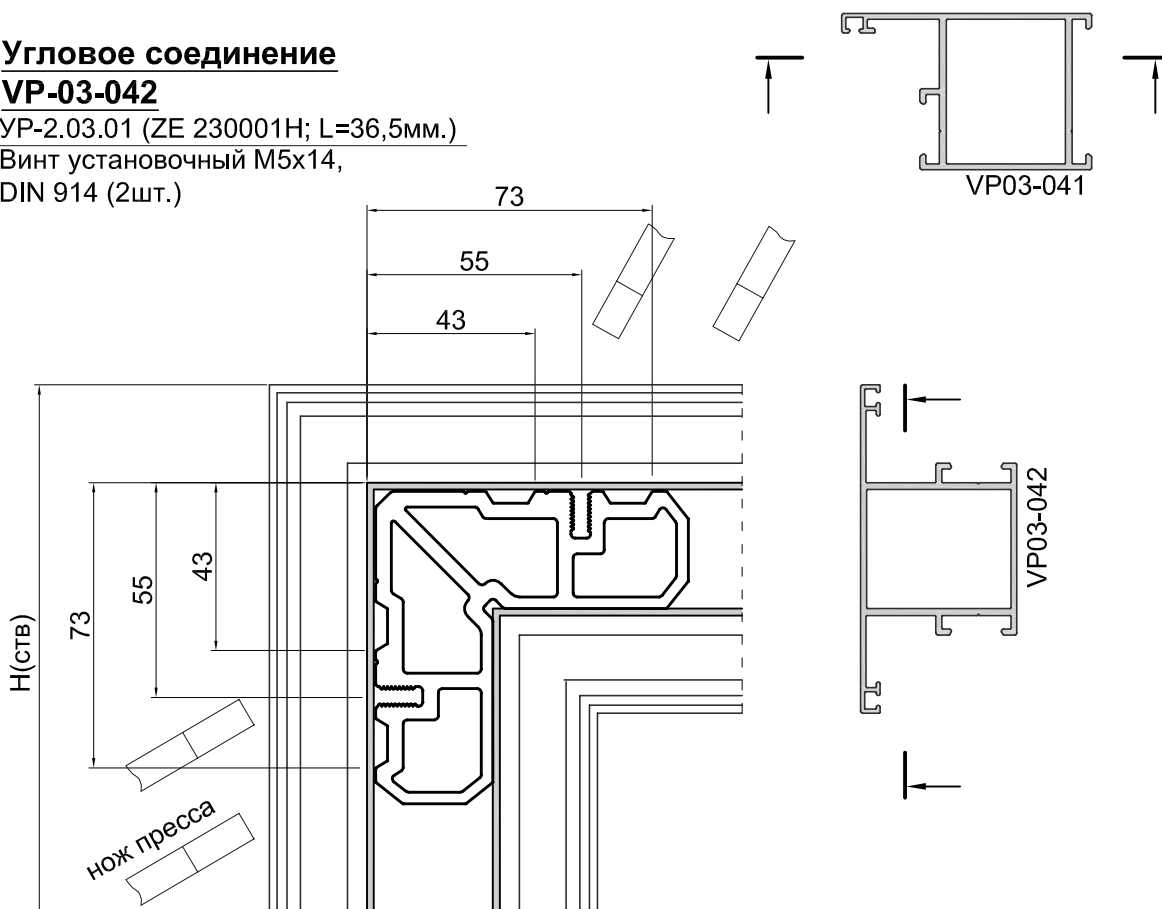 Угловое соединение
VP-03-042
УР-2.03.01 (ZE 230001H; L=36,5мм.)
Винт установочный M5x14,
DIN 914 (2шт.)
VP03-041
73
55
43
VP03-042
43
55
73
H(ств)
нож пресса